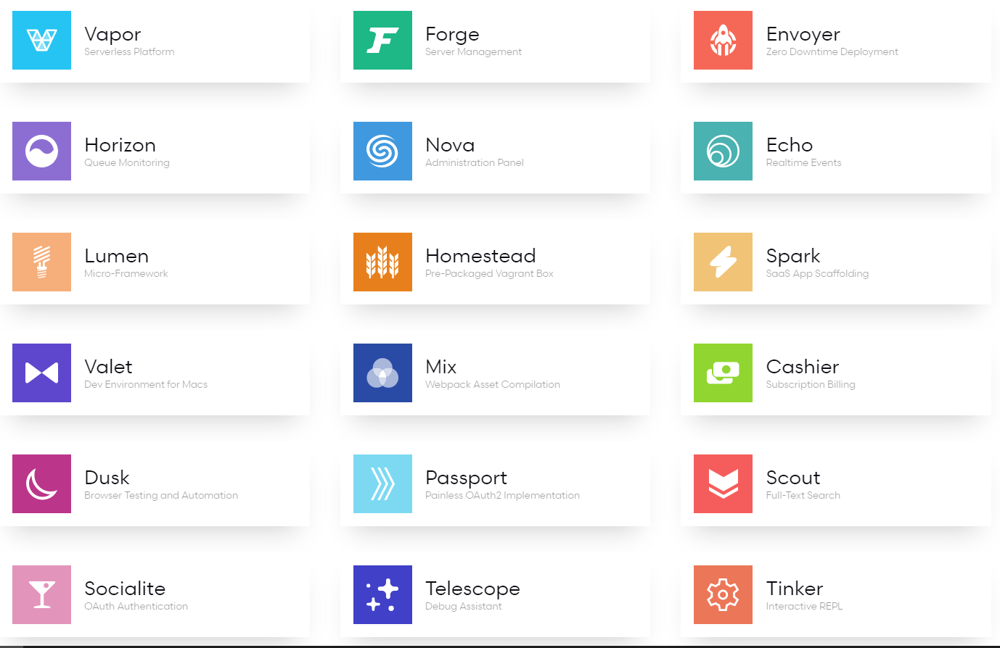 Vapor
Serverless Platform
Forge
Server Management
Envoyer
Zero Downtime Deployment
Horizon
Queue Monitoring
Nova
Administration Panel
Echo
Realtime Events
Lumen
Micro-Framework
Homestead
Pre-Packaged Vagrant Box
Spark
SaaS App Scaffolding
Valet
Dev Environment for Macs
Mix
Webpack Asset Compilation
Cashier
Subscription Billing
Dusk
Browser Testing and Automation
Passport
Painless OAuth2 Implementation
Scout
Full-Text Search
Socialite
OAuth Authentication
Telescope
Debug Assistant
Tinker
Interactive REPL